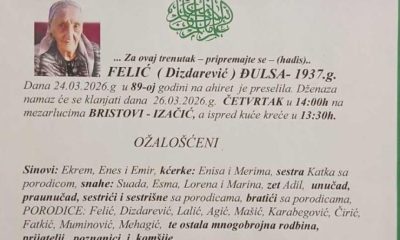 ... Za ovaj trenutak – pripremajte se – (hadis)..
FELIĆ ( Dizdarević ) ĐULSA- 1937.g.
Dana 24.03.2026.g u 89-oj godini na ahiret je preselila. Dženaza
namaz će se klanjati dana 26.03.2026.g. ČETVRTAK u 14:00h na
mezarlucima BRISTOVI - IZAČIĆ, a ispred kuće kreće u 13:30h.
OŽALOŠĆENI
Sinovi: Ekrem, Enes i Emir, kćerke: Enisa i Merima, sestra Katka sa
porodicom, snahe: Suada, Esma, Lorena i Marina, zet Adil, unučad,
praunučad, sestrići i sestrišne sa porodicama, bratići sa porodicama,
PORODICE: Felić, Dizdarević, Lalić, Agić, Mašić, Karabegović, Ćirić,
Fatkić, Muminović, Mehagić, te ostala mnogobrojna rodbina,
prijatelji, poznanici i komšije